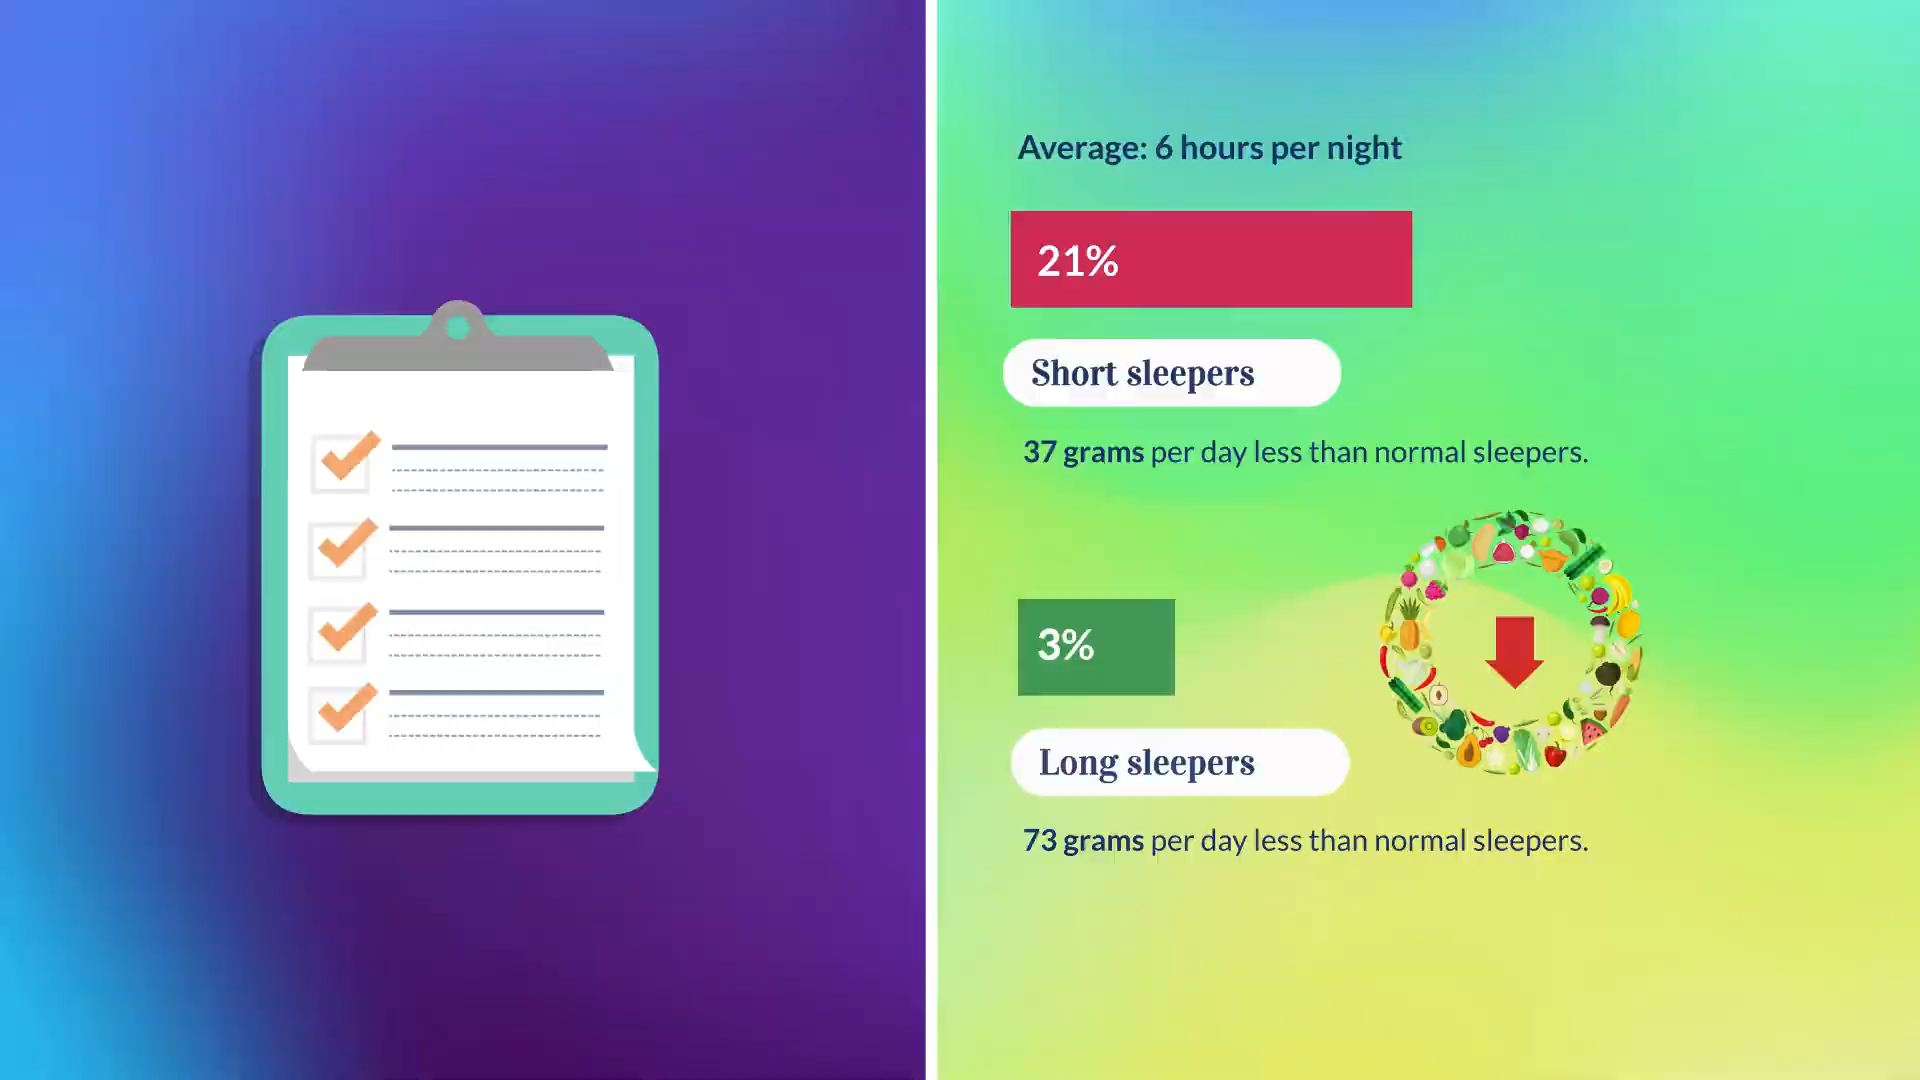 Average: 6 hours per night
21%
Short sleepers
37 grams per day less than normal sleepers.
3%
Long sleepers
73 grams per day less than normal sleepers.